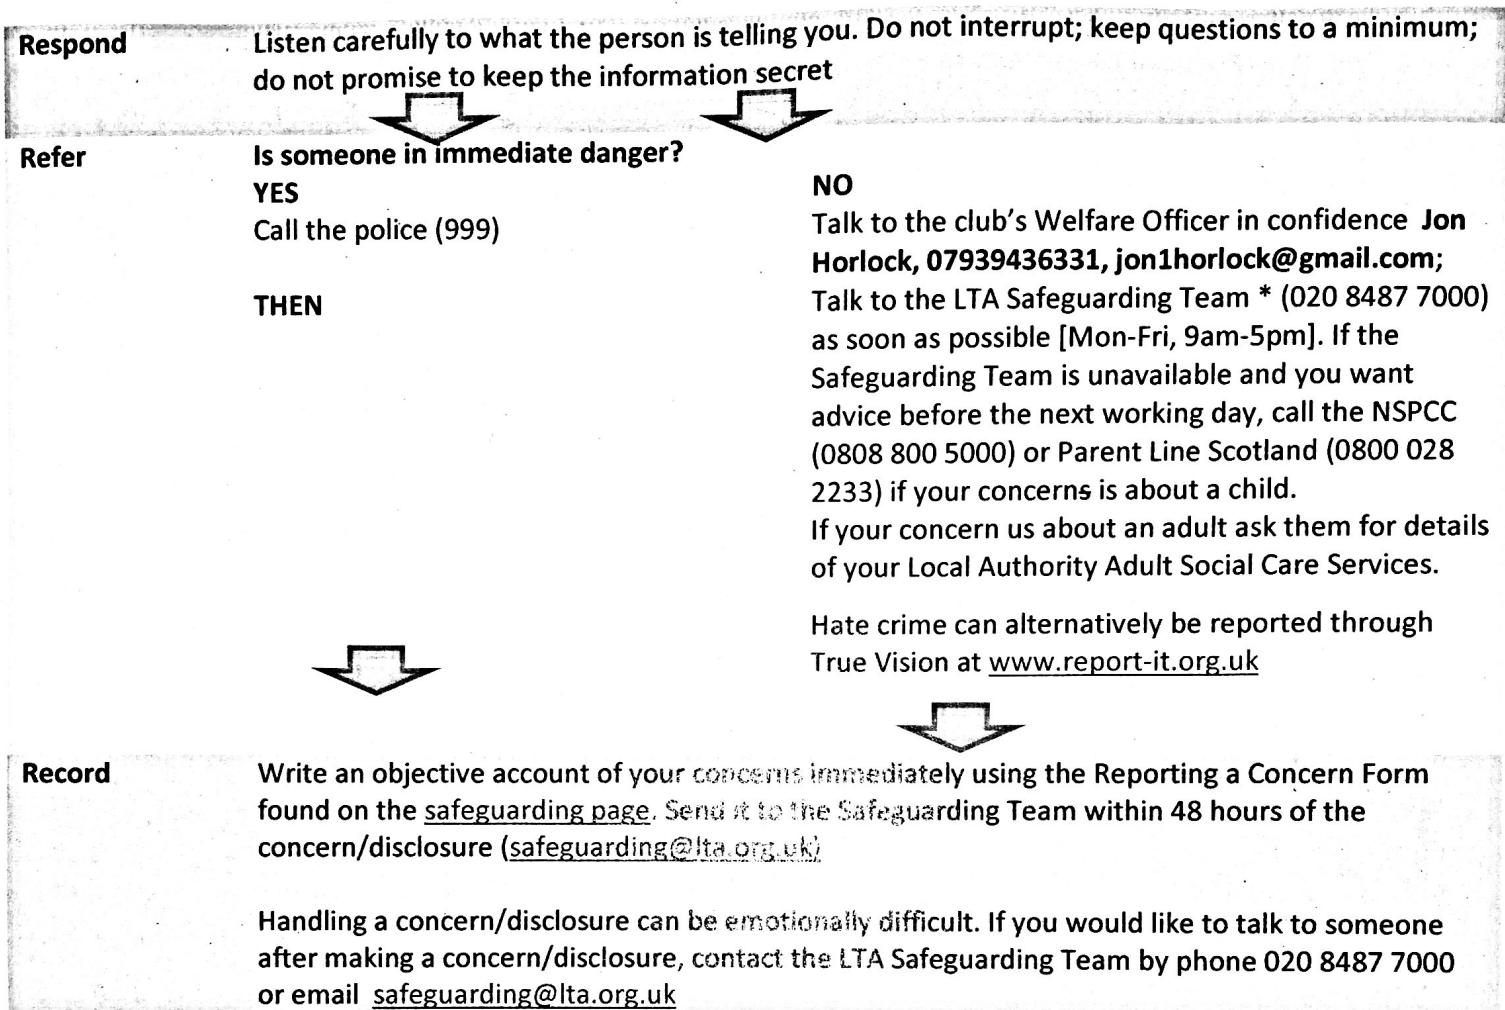 Respond
Listen carefully to what the person is telling you. Do not interrupt; keep questions to a minimum;
do not promise to keep the information secret
Refer
Is someone in immediate danger?
YES
Call the police (999)
THEN
NO
Talk to the club's Welfare Officer in confidence Jon
Horlock, 07939436331, jon1horlock@gmail.com;
Talk to the LTA Safeguarding Team * (020 8487 7000)
as soon as possible [Mon-Fri, 9am-5pm]. If the
Safeguarding Team is unavailable and you want
advice before the next working day, call the NSPCC
(0808 800 5000) or Parent Line Scotland (0800 028
2233) if your concerns is about a child.
If your concern us about an adult ask them for details
of your Local Authority Adult Social Care Services.
Hate crime can alternatively be reported through
True Vision at www.report-it.org.uk
Record
Write an objective account of your concerns immediately using the Reporting a Concern Form
found on the safeguarding page. Send it to the Safeguarding Team within 48 hours of the
concern/disclosure (safeguarding@lta.org.uk)
Handling a concern/disclosure can be emotionally difficult. If you would like to talk to someone
after making a concern/disclosure, contact the LTA Safeguarding Team by phone 020 8487 7000
or email safeguarding@lta.org.uk